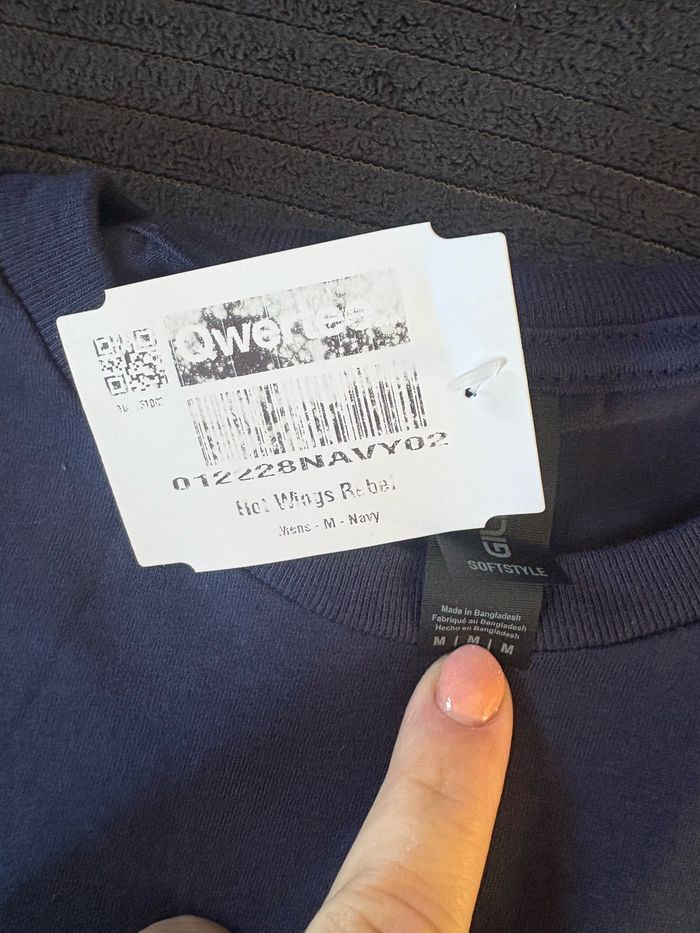 Qwertee
012228NAVY02
Hot Wings Rebel
Mens - M - Navy
SOFTSTYLE
Made in Bangladesh
Fabriqué au Bangladesh
Hecho en Bangladesh
M | M | M